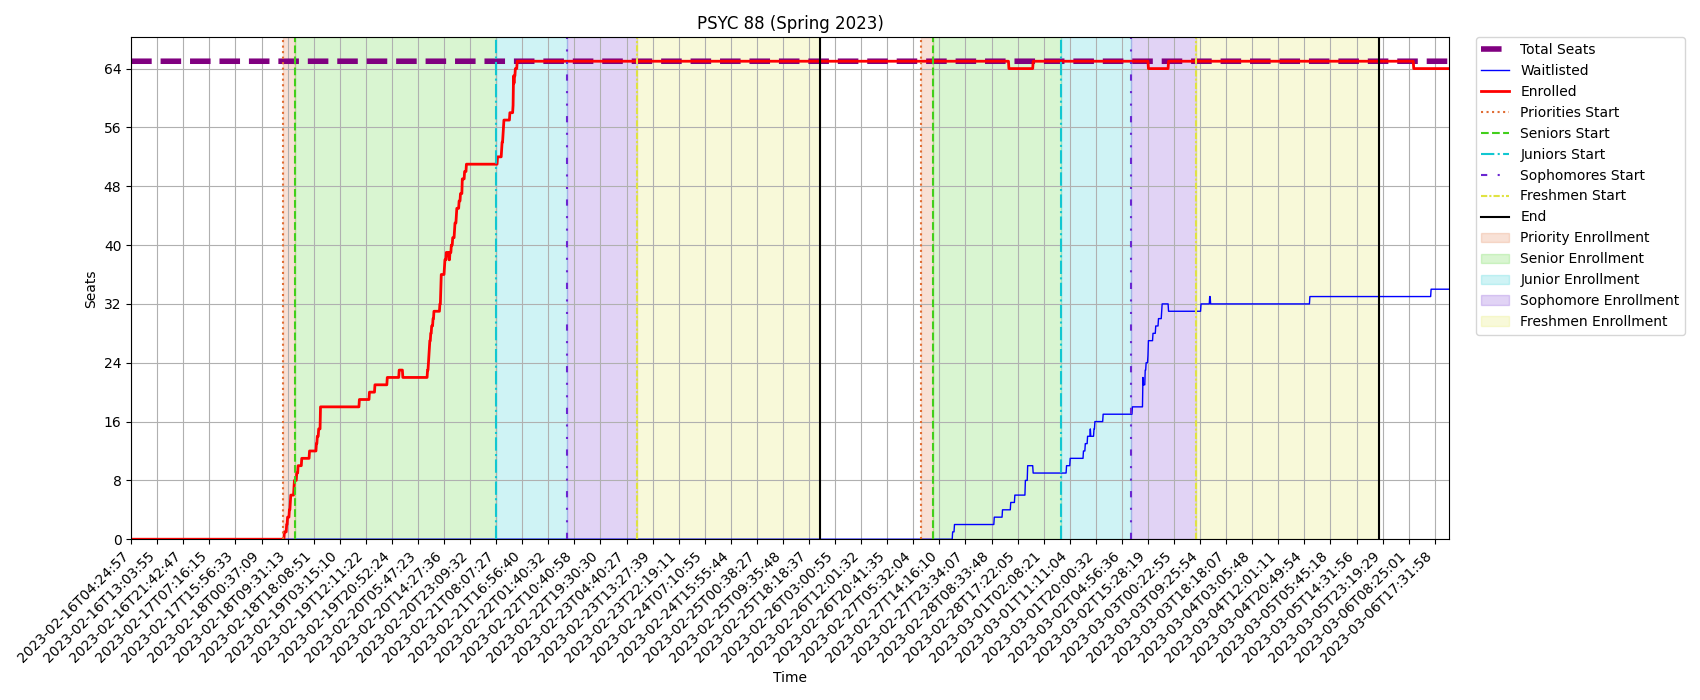 PSYC 88 (Spring 2023)
Seats
64
56
48
40
32
24
16
8
0
2023-02-16T04:24:57
2023-02-16T13:03:55
2023-02-16T21:42:47
2023-02-17T07:16:15
2023-02-17T15:56:33
2023-02-18T00:37:09
2023-02-18T09:31:13
2023-02-18T18:08:51
2023-02-19T03:15:10
2023-02-19T12:11:22
2023-02-19T20:52:24
2023-02-20T05:47:23
2023-02-20T14:27:36
2023-02-20T23:09:32
2023-02-21T08:07:27
2023-02-21T16:56:40
2023-02-22T01:40:32
2023-02-22T10:40:58
2023-02-22T19:30:30
2023-02-23T04:40:27
2023-02-23T13:27:39
2023-02-23T22:19:11
2023-02-24T07:10:55
2023-02-24T15:55:44
2023-02-25T00:38:27
2023-02-25T09:35:48
2023-02-25T18:18:37
2023-02-26T03:00:55
2023-02-26T12:01:32
2023-02-26T20:41:35
2023-02-27T05:32:04
2023-02-27T14:16:10
2023-02-27T23:34:07
2023-02-28T08:33:48
2023-02-28T17:22:05
2023-03-01T02:08:21
2023-03-01T11:11:04
2023-03-01T20:00:32
2023-03-02T04:56:36
2023-03-02T15:28:19
2023-03-03T00:22:55
2023-03-03T09:25:54
2023-03-03T18:18:07
2023-03-04T03:05:48
2023-03-04T12:01:11
2023-03-04T20:49:54
2023-03-05T05:45:18
2023-03-05T14:31:56
2023-03-05T23:19:29
2023-03-06T08:25:01
2023-03-06T17:31:58
Time
Total Seats
Waitlisted
Enrolled
Priorities Start
Seniors Start
Juniors Start
Sophomores Start
Freshmen Start
End
Priority Enrollment
Senior Enrollment
Junior Enrollment
Sophomore Enrollment
Freshmen Enrollment